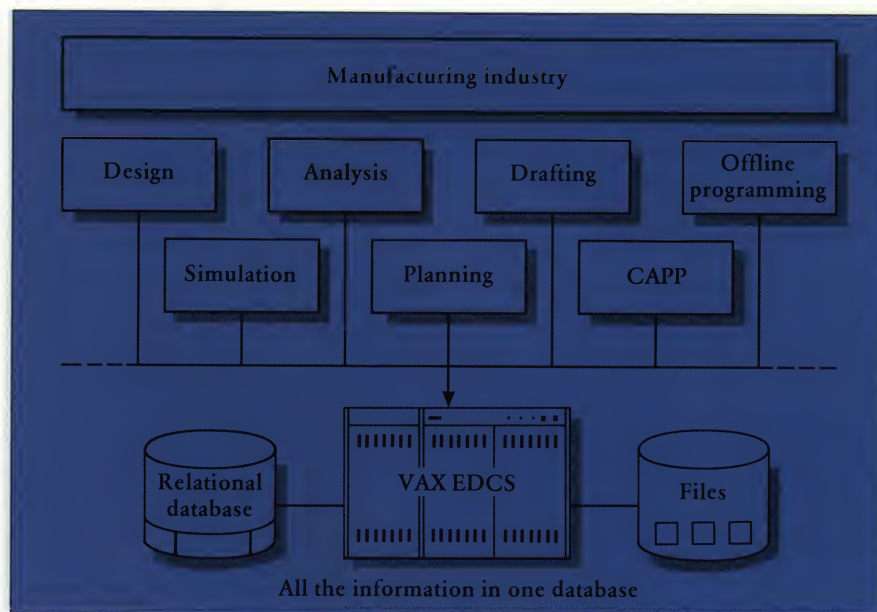 Manufacturing industry
Design
Analysis
Drafting
Offline
programming
Simulation
Planning
CAPP
Relational
database
VAX EDCS
Files
All the information in one database